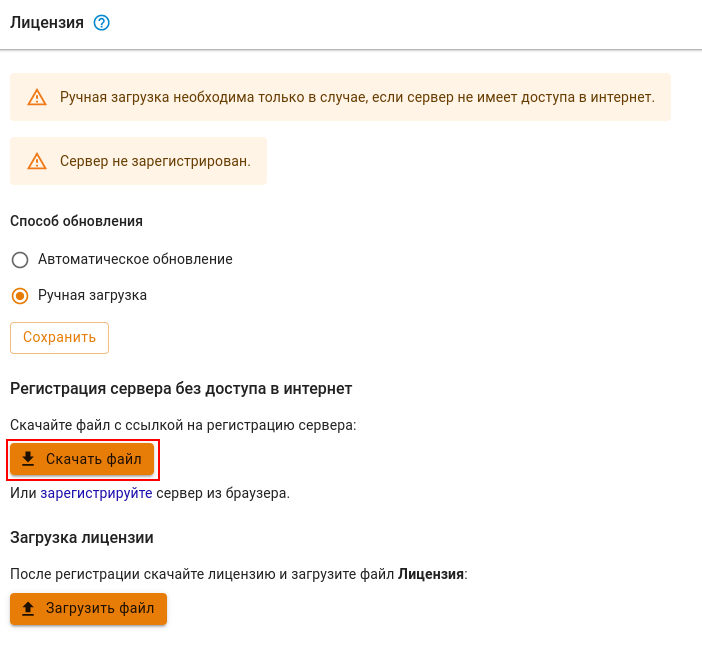 Лицензия ?
Ручная загрузка необходима только в случае, если сервер не имеет доступа в интернет.
Сервер не зарегистрирован.
Способ обновления
Автоматическое обновление
Ручная загрузка
Сохранить
Регистрация сервера без доступа в интернет
Скачайте файл с ссылкой на регистрацию сервера:
Скачать файл
Или зарегистрируйте сервер из браузера.
Загрузка лицензии
После регистрации скачайте лицензию и загрузите файл Лицензия:
Загрузить файл